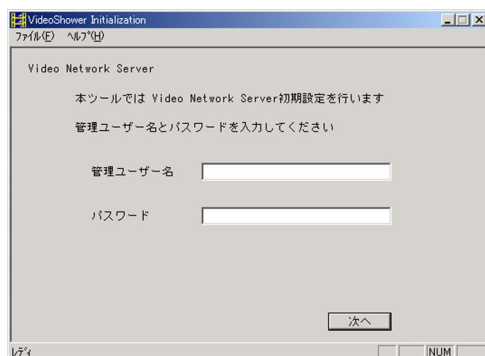 VideoShower Initialization
ﾌｧｲﾙ(F) ﾍﾙﾌﾟ(H)
Video Network Server
本ツールでは Video Network Server初期設定を行います
管理ユーザー名とパスワードを入力してください
管理ユーザー名
パスワード
次へ
ﾚﾃﾞｨ
NUM